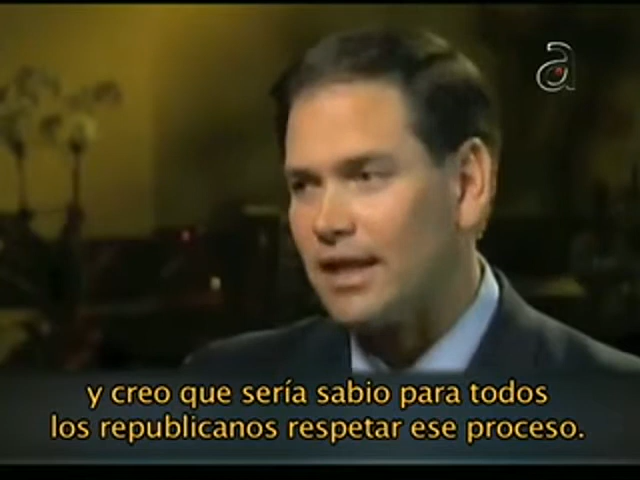 a
y creo que sería sabio para todos
los republicanos respetar ese proceso.